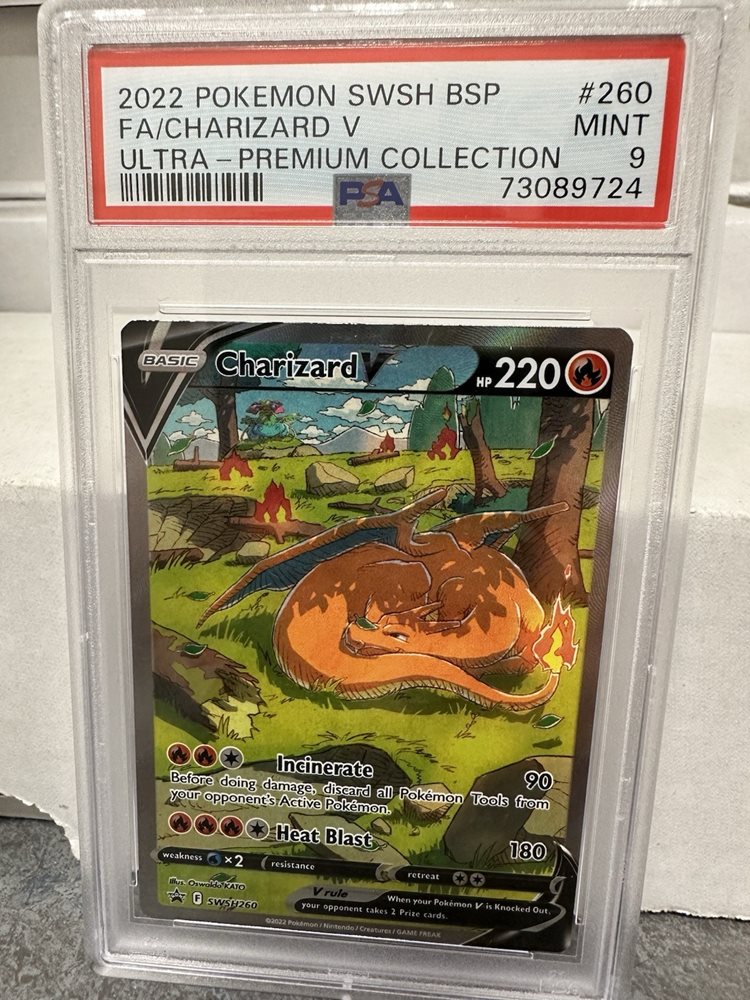 2022 POKEMON SWSH BSP #260
FA/CHARIZARD V MINT
ULTRA-PREMIUM COLLECTION 9
PSA 73089724
BASIC Charizard V HP 220
Incinerate 90
Before doing damage, discard all Pokémon Tools from
your opponent's Active Pokémon.
Heat Blast 180
weakness ×2 resistance retreat
Illus. Oswaldo KATO
V rule When your Pokémon V is Knocked Out,
your opponent takes 2 Prize cards.
F SWSH260
©2022 Pokémon / Nintendo / Creatures / GAME FREAK